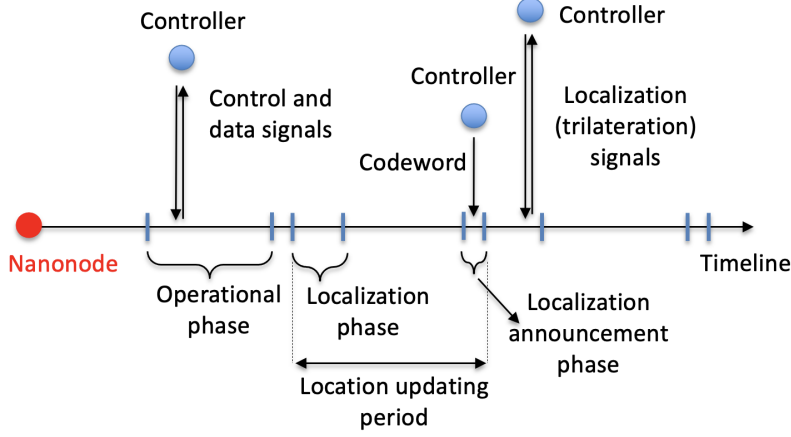 Controller
Controller
Controller
Control and
data signals
Localization
(trilateration)
signals
Codeword
Nanonode
Timeline
Operational
phase
Localization
phase
Localization
announcement
phase
Location updating
period